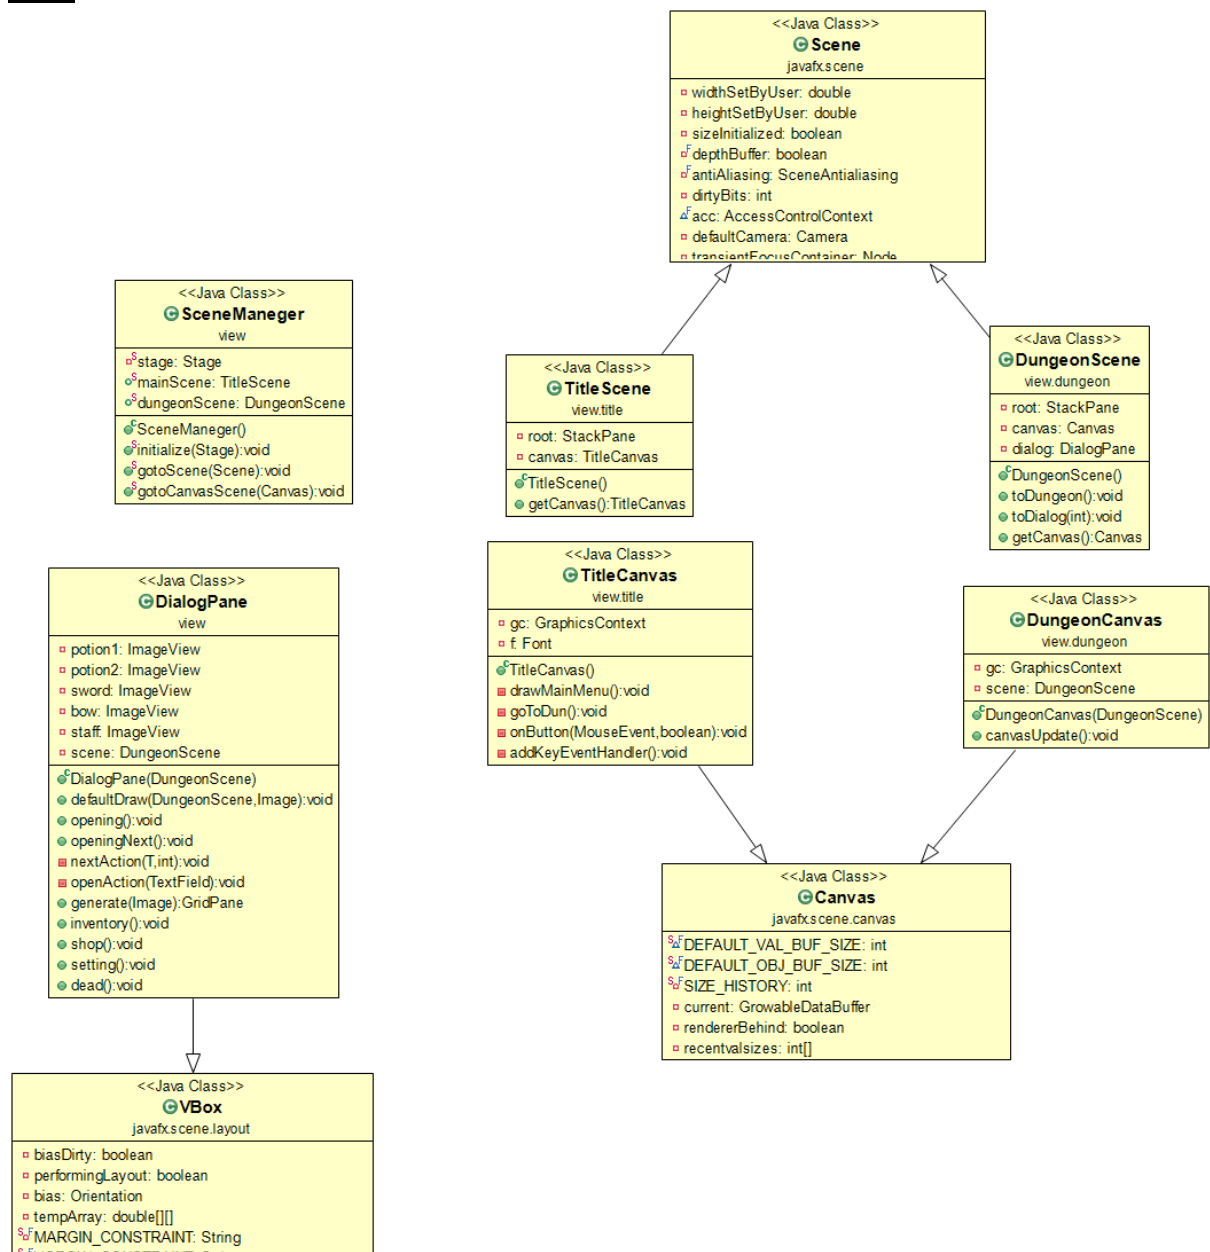 <<Java Class>>
Scene
javafx.scene
widthSetByUser: double
heightSetByUser: double
sizeInitialized: boolean
depthBuffer: boolean
antiAliasing: SceneAntialiasing
dirtyBits: int
acc: AccessControlContext
defaultCamera: Camera
transientFocusContainer: Node
<<Java Class>>
SceneManeger
view
stage: Stage
mainScene: TitleScene
dungeonScene: DungeonScene
SceneManeger()
initialize(Stage):void
gotoScene(Scene):void
gotoCanvasScene(Canvas):void
<<Java Class>>
TitleScene
view.title
root: StackPane
canvas: TitleCanvas
TitleScene()
getCanvas():TitleCanvas
<<Java Class>>
DungeonScene
view.dungeon
root: StackPane
canvas: Canvas
dialog: DialogPane
DungeonScene()
toDungeon():void
toDialog(int):void
getCanvas():Canvas
<<Java Class>>
DialogPane
view
potion1: ImageView
potion2: ImageView
sword: ImageView
bow: ImageView
staff: ImageView
scene: DungeonScene
DialogPane(DungeonScene)
defaultDraw(DungeonScene,Image):void
opening():void
openingNext():void
nextAction(T,int):void
openAction(TextField):void
generate(Image):GridPane
inventory():void
shop():void
setting():void
dead():void
<<Java Class>>
TitleCanvas
view.title
gc: GraphicsContext
f: Font
TitleCanvas()
drawMainMenu():void
goToDun():void
onButton(MouseEvent,boolean):void
addKeyEventHandler():void
<<Java Class>>
DungeonCanvas
view.dungeon
gc: GraphicsContext
scene: DungeonScene
DungeonCanvas(DungeonScene)
canvasUpdate():void
<<Java Class>>
Canvas
javafx.scene.canvas
DEFAULT_VAL_BUF_SIZE: int
DEFAULT_OBJ_BUF_SIZE: int
SIZE_HISTORY: int
current: GrowableDataBuffer
rendererBehind: boolean
recentvalsizes: int[]
<<Java Class>>
VBox
javafx.scene.layout
biasDirty: boolean
performingLayout: boolean
bias: Orientation
tempArray: double[][]
MARGIN_CONSTRAINT: String